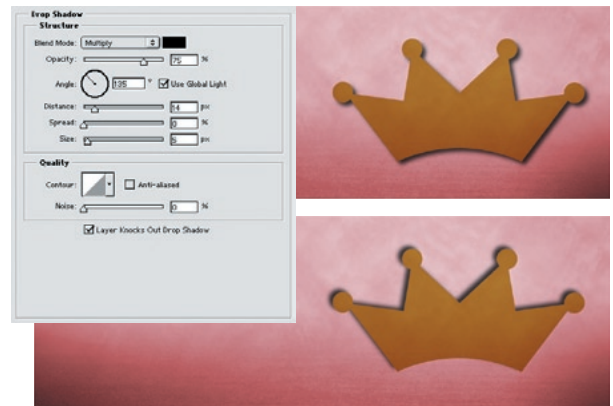 Drop Shadow
Structure
Blend Mode: Multiply
Opacity: 75 %
Angle: 135 ° Use Global Light
Distance: 14 px
Spread: 0 %
Size: 5 px
Quality
Contour: Anti-aliased
Noise: 0 %
Layer Knocks Out Drop Shadow